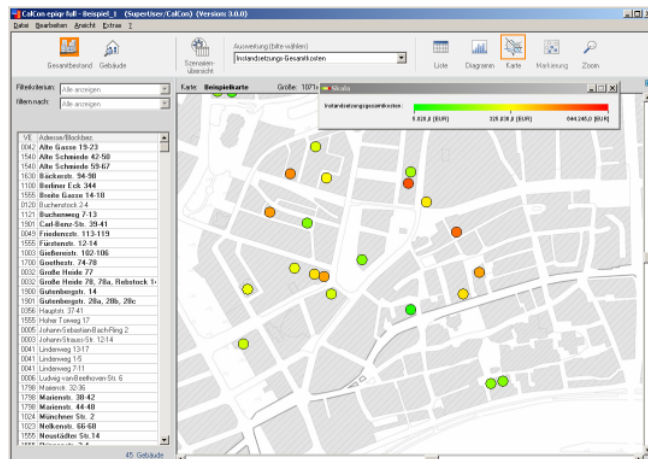 CalCon epiqr full - Beispiel_1 (SuperUser/CalCon) (Version: 3.0.0)
Datei Bearbeiten Ansicht Extras ?
Gesamtbestand Gebäude
Szenarien-
übersicht
Auswertung (bitte wählen)
Instandsetzungs-Gesamtkosten
Liste Diagramm Karte Markierung Zoom
Filterkriterium: Alle anzeigen
filtern nach: Alle anzeigen
Karte: Beispielkarte Größe: 1071x
Skala
Instandsetzungsgesamtkosten:
5.828,8 [EUR] 325.038,0 [EUR] 644.248,0 [EUR]
VE Adresse/Blockbez.
0042 Alte Gasse 19-23
1540 Alte Schmiede 42-50
1540 Alte Schmiede 59-67
1630 Bäckerstr. 94-98
1100 Berliner Eck 344
1555 Breite Gasse 14-18
0120 Buchenstock 2-4
1121 Buchenweg 7-13
1901 Carl-Benz-Str. 39-41
0049 Friedensstr. 113-119
1555 Fürstenstr. 12-14
1003 Gießereistr. 102-106
1700 Goethestr. 74-78
0032 Große Heide 77
0032 Große Heide 78, 78a, Rebstock 1-
1900 Gutenbergstr. 14
1901 Gutenbergstr. 28a, 28b, 28c
0356 Hauptstr. 37-41
1555 Hoher Torweg 17
0005 Johann-Sebastian-Bach-Ring 2
0003 Johann-Strauss-Str. 12-14
0041 Lindenweg 13-17
0041 Lindenweg 1-5
0041 Lindenweg 7-11
0006 Ludwig-van-Beethoven-Str. 6
1798 Marienstr. 32-36
1798 Marienstr. 38-42
1798 Marienstr. 44-48
1024 Münchner Str. 2
1023 Nelkenstr. 66-68
1555 Neustädter Str.14
45 Gebäude